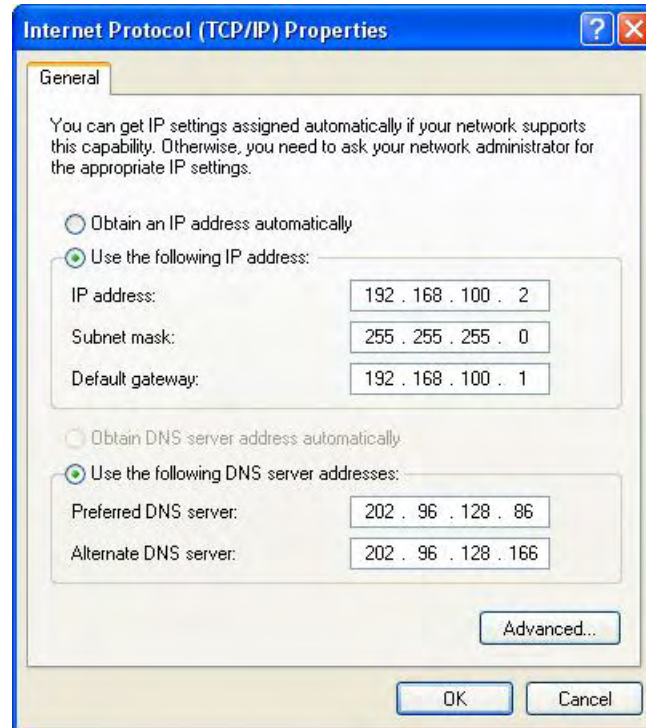 Internet Protocol (TCP/IP) Properties
General
You can get IP settings assigned automatically if your network supports
this capability. Otherwise, you need to ask your network administrator for
the appropriate IP settings.
Obtain an IP address automatically
Use the following IP address:
IP address: 192 . 168 . 100 . 2
Subnet mask: 255 . 255 . 255 . 0
Default gateway: 192 . 168 . 100 . 1
Obtain DNS server address automatically
Use the following DNS server addresses:
Preferred DNS server: 202 . 96 . 128 . 86
Alternate DNS server: 202 . 96 . 128 . 166
Advanced...
OK Cancel